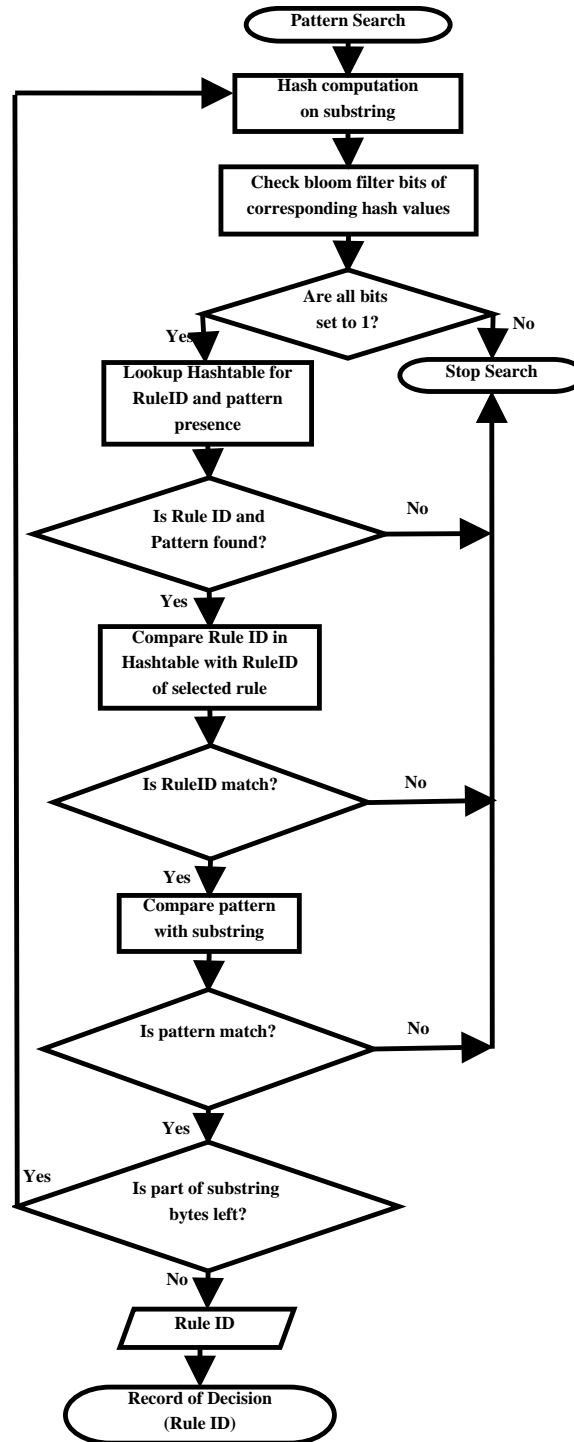 Pattern Search
Hash computation
on substring
Check bloom filter bits of
corresponding hash values
Are all bits
set to 1?
Yes
No
Lookup Hashtable for
RuleID and pattern
presence
Stop Search
Is Rule ID and
Pattern found?
No
Yes
Compare Rule ID in
Hashtable with RuleID
of selected rule
Is RuleID match?
No
Yes
Compare pattern
with substring
Is pattern match?
No
Yes
Yes
Is part of substring
bytes left?
No
Rule ID
Record of Decision
(Rule ID)